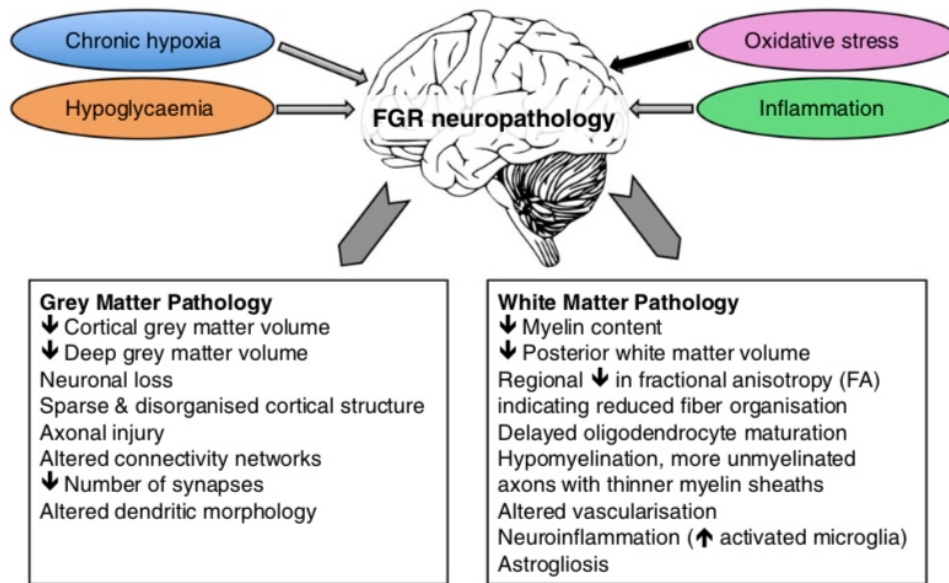 Chronic hypoxia
Oxidative stress
Hypoglycaemia
Inflammation
FGR neuropathology
Grey Matter Pathology
↓ Cortical grey matter volume
↓ Deep grey matter volume
Neuronal loss
Sparse & disorganised cortical structure
Axonal injury
Altered connectivity networks
↓ Number of synapses
Altered dendritic morphology
White Matter Pathology
↓ Myelin content
↓ Posterior white matter volume
Regional ↓ in fractional anisotropy (FA)
indicating reduced fiber organisation
Delayed oligodendrocyte maturation
Hypomyelination, more unmyelinated
axons with thinner myelin sheaths
Altered vascularisation
Neuroinflammation (↑ activated microglia)
Astrogliosis